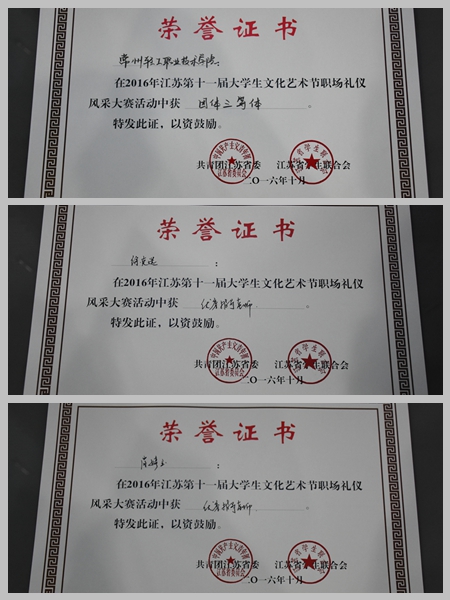 荣誉证书
常州轻工职业技术学院:
在2016年江苏第十一届大学生文化艺术节职场礼仪
风采大赛活动中获 团体三等奖 。
特发此证，以资鼓励。
共青团江苏省委 江苏省学生联合会
二〇一六年十月
荣誉证书
:
在2016年江苏第十一届大学生文化艺术节职场礼仪
风采大赛活动中获 优秀指导教师 。
特发此证，以资鼓励。
共青团江苏省委 江苏省学生联合会
二〇一六年十月
荣誉证书
:
在2016年江苏第十一届大学生文化艺术节职场礼仪
风采大赛活动中获 优秀指导教师 。
特发此证，以资鼓励。
共青团江苏省委 江苏省学生联合会
二〇一六年十月